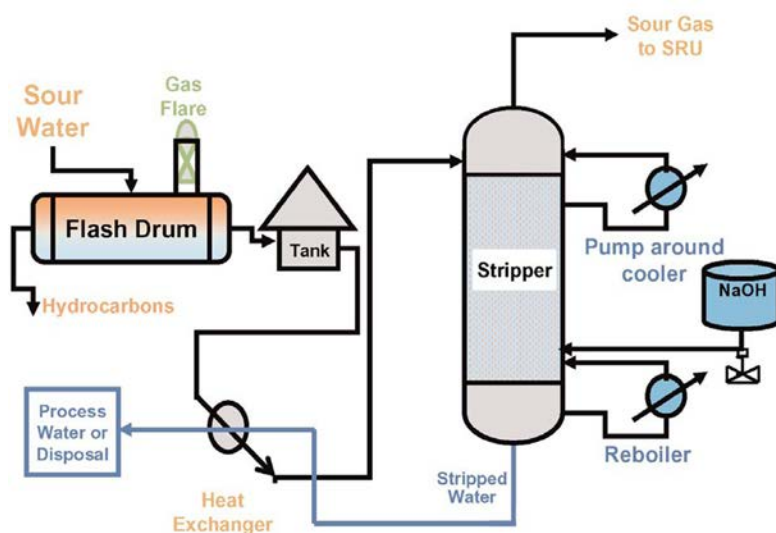 Sour Gas
to SRU
Gas
Flare
Sour
Water
Flash Drum
Tank
Hydrocarbons
Stripper
Pump around
cooler
NaOH
Process
Water or
Disposal
Heat
Exchanger
Stripped
Water
Reboiler